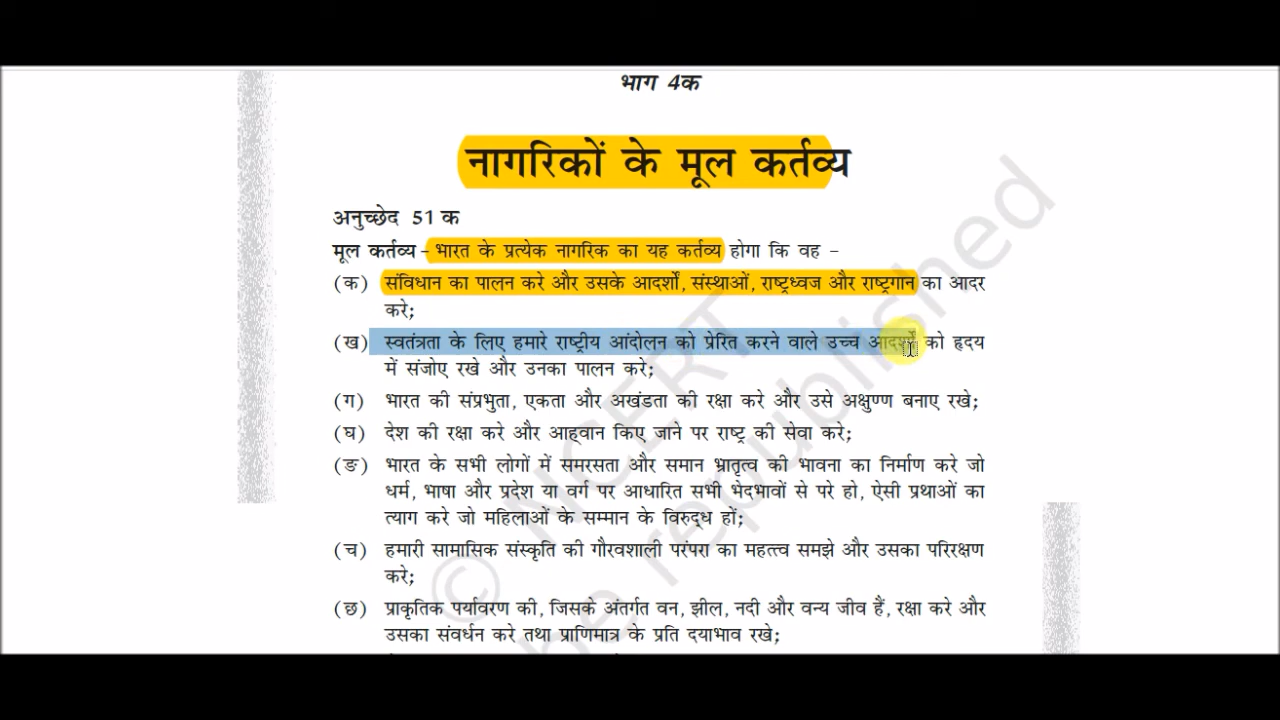 भाग 4क
नागरिकों के मूल कर्तव्य
अनुच्छेद 51 क
मूल कर्तव्य - भारत के प्रत्येक नागरिक का यह कर्तव्य होगा कि वह -
(क) संविधान का पालन करे और उसके आदर्शों, संस्थाओं, राष्ट्रध्वज और राष्ट्रगान का आदर
करे;
(ख) स्वतंत्रता के लिए हमारे राष्ट्रीय आंदोलन को प्रेरित करने वाले उच्च आदर्शों को हृदय
में संजोए रखे और उनका पालन करे;
(ग) भारत की संप्रभुता, एकता और अखंडता की रक्षा करे और उसे अक्षुण्ण बनाए रखे;
(घ) देश की रक्षा करे और आह्वान किए जाने पर राष्ट्र की सेवा करे;
(ङ) भारत के सभी लोगों में समरसता और समान भ्रातृत्व की भावना का निर्माण करे जो
धर्म, भाषा और प्रदेश या वर्ग पर आधारित सभी भेदभावों से परे हो, ऐसी प्रथाओं का
त्याग करे जो महिलाओं के सम्मान के विरुद्ध हों;
(च) हमारी सामासिक संस्कृति की गौरवशाली परंपरा का महत्त्व समझे और उसका परिरक्षण
करे;
(छ) प्राकृतिक पर्यावरण की, जिसके अंतर्गत वन, झील, नदी और वन्य जीव हैं, रक्षा करे और
उसका संवर्धन करे तथा प्राणिमात्र के प्रति दयाभाव रखे;
© NCERT
be republished